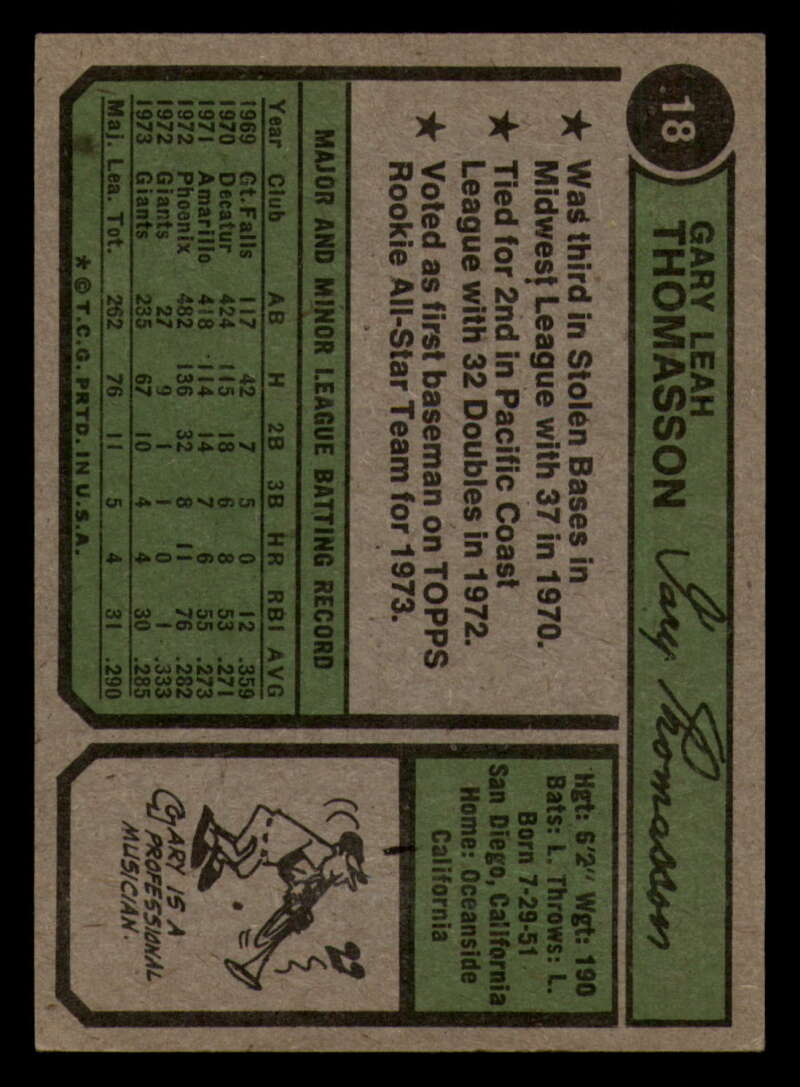 18
GARY LEAH
THOMASSON
Gary Thomasson
★ Was third in Stolen Bases in
Midwest League with 37 in 1970.
★ Tied for 2nd in Pacific Coast
League with 32 Doubles in 1972.
★ Voted as first baseman on TOPPS
Rookie All-Star Team for 1973.
MAJOR AND MINOR LEAGUE BATTING RECORD
Year Club AB H 2B 3B HR RBI AVG
1969 Gt. Falls 117 42 7 5 0 12 .359
1970 Decatur 424 115 18 6 8 53 .271
1971 Amarillo 418 114 14 7 6 55 .273
1972 Phoenix 482 136 32 8 11 76 .282
1972 Giants 27 9 1 1 0 1 .333
1973 Giants 235 67 10 4 4 30 .285
Maj. Lea. Tot. 262 76 11 5 4 31 .290
* © T.C.G. PRTD. IN U.S.A.
Hgt: 6'2" Wgt: 190
Bats: L. Throws: L.
Born 7-29-51
San Diego, California
Home: Oceanside
California
GARY IS A
PROFESSIONAL
MUSICIAN.